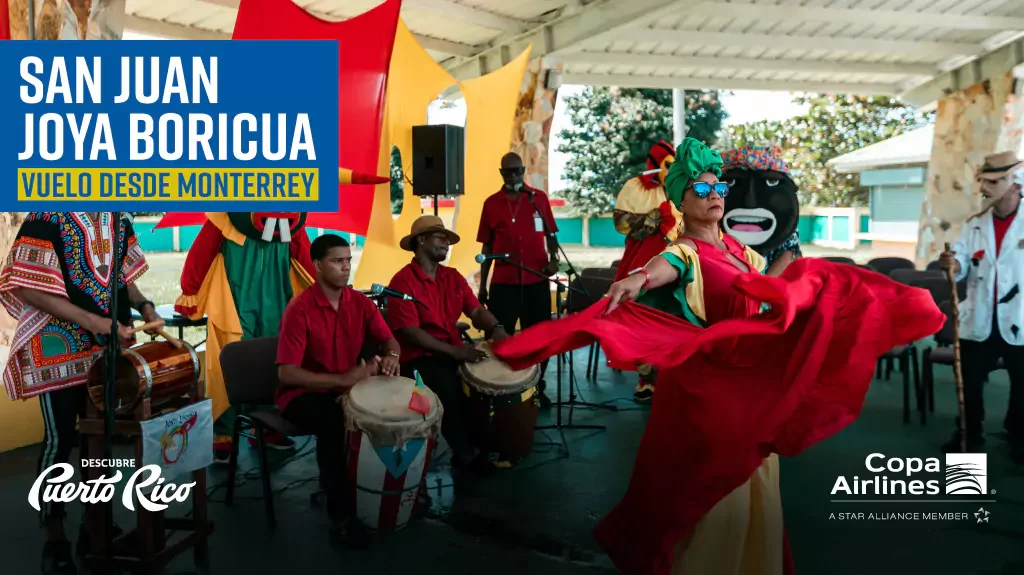 SAN JUAN
JOYA BORICUA
VUELO DESDE MONTERREY
DESCUBRE
Puerto Rico
Copa
Airlines
A STAR ALLIANCE MEMBER